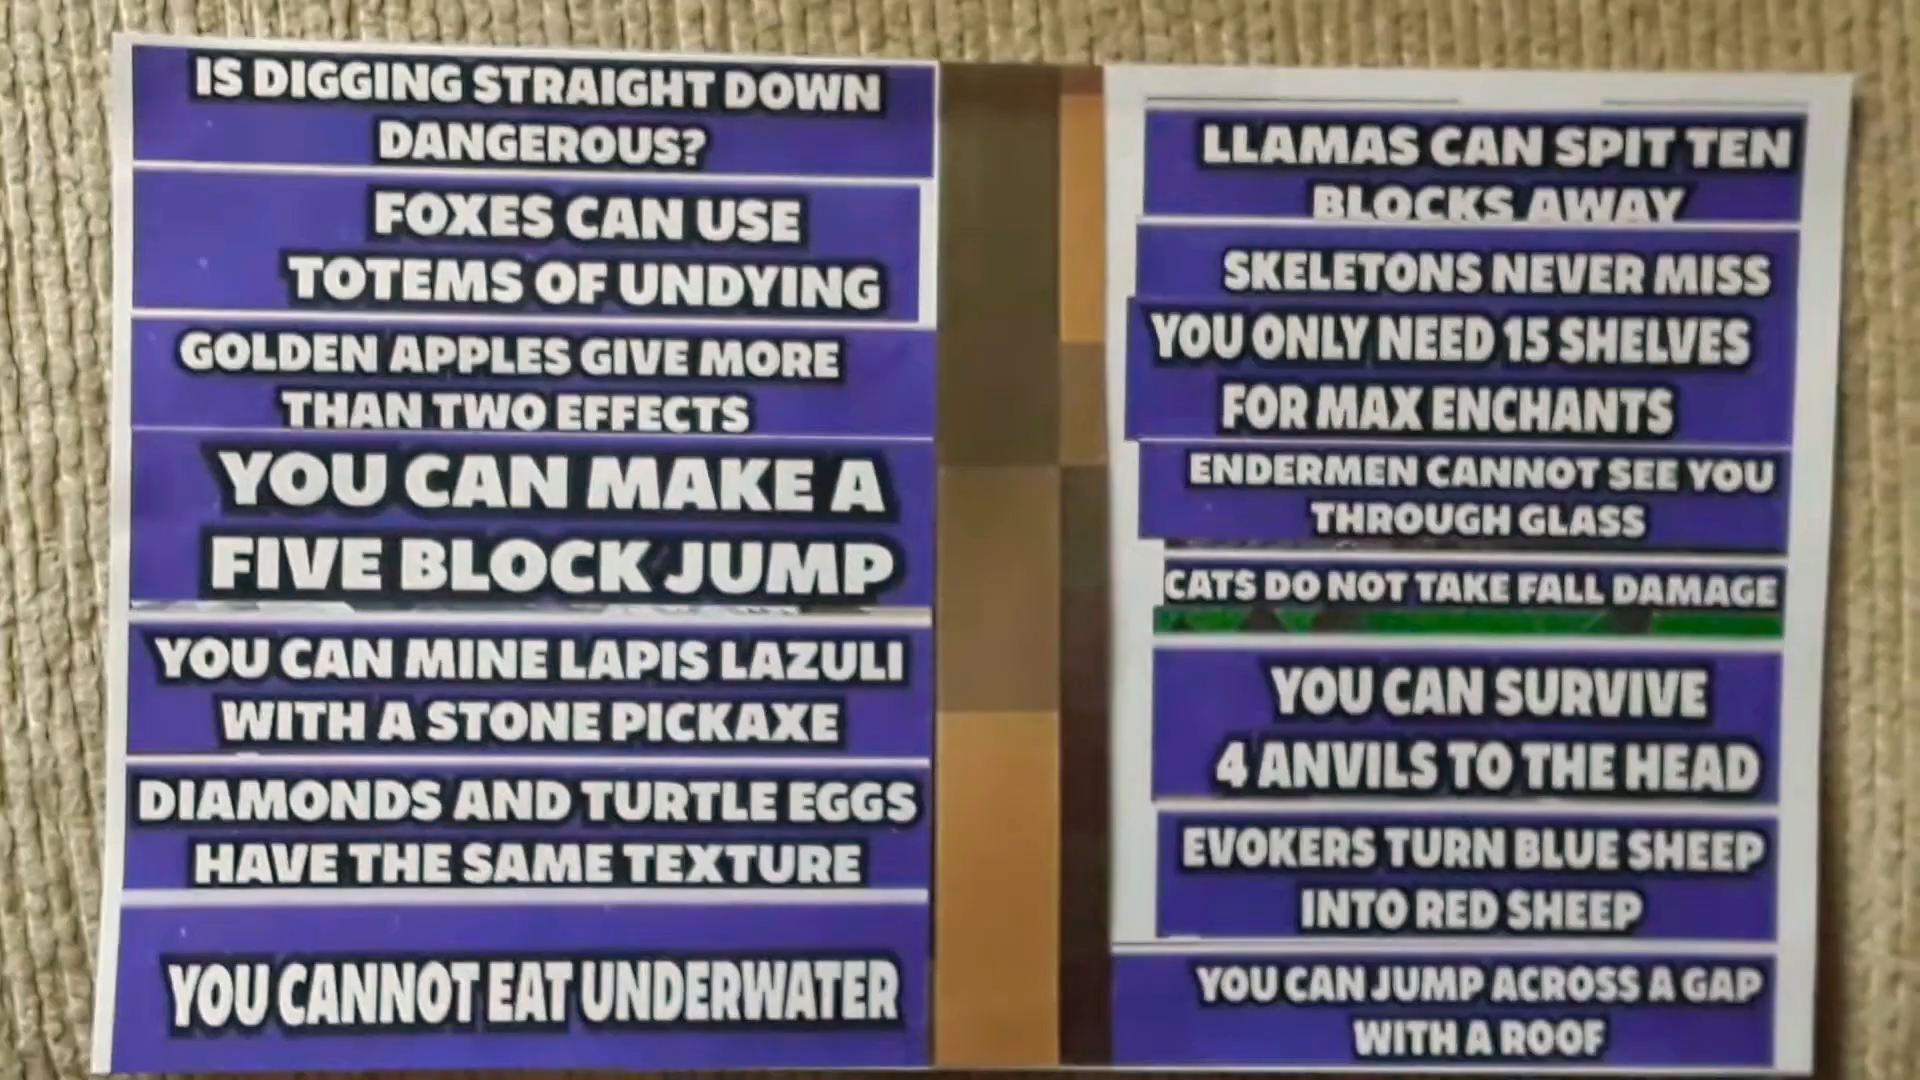 IS DIGGING STRAIGHT DOWN
DANGEROUS?
FOXES CAN USE
TOTEMS OF UNDYING
GOLDEN APPLES GIVE MORE
THAN TWO EFFECTS
YOU CAN MAKE A
FIVE BLOCK JUMP
YOU CAN MINE LAPIS LAZULI
WITH A STONE PICKAXE
DIAMONDS AND TURTLE EGGS
HAVE THE SAME TEXTURE
YOU CANNOT EAT UNDERWATER
LLAMAS CAN SPIT TEN
BLOCKS AWAY
SKELETONS NEVER MISS
YOU ONLY NEED 15 SHELVES
FOR MAX ENCHANTS
ENDERMEN CANNOT SEE YOU
THROUGH GLASS
CATS DO NOT TAKE FALL DAMAGE
YOU CAN SURVIVE
4 ANVILS TO THE HEAD
EVOKERS TURN BLUE SHEEP
INTO RED SHEEP
YOU CAN JUMP ACROSS A GAP
WITH A ROOF